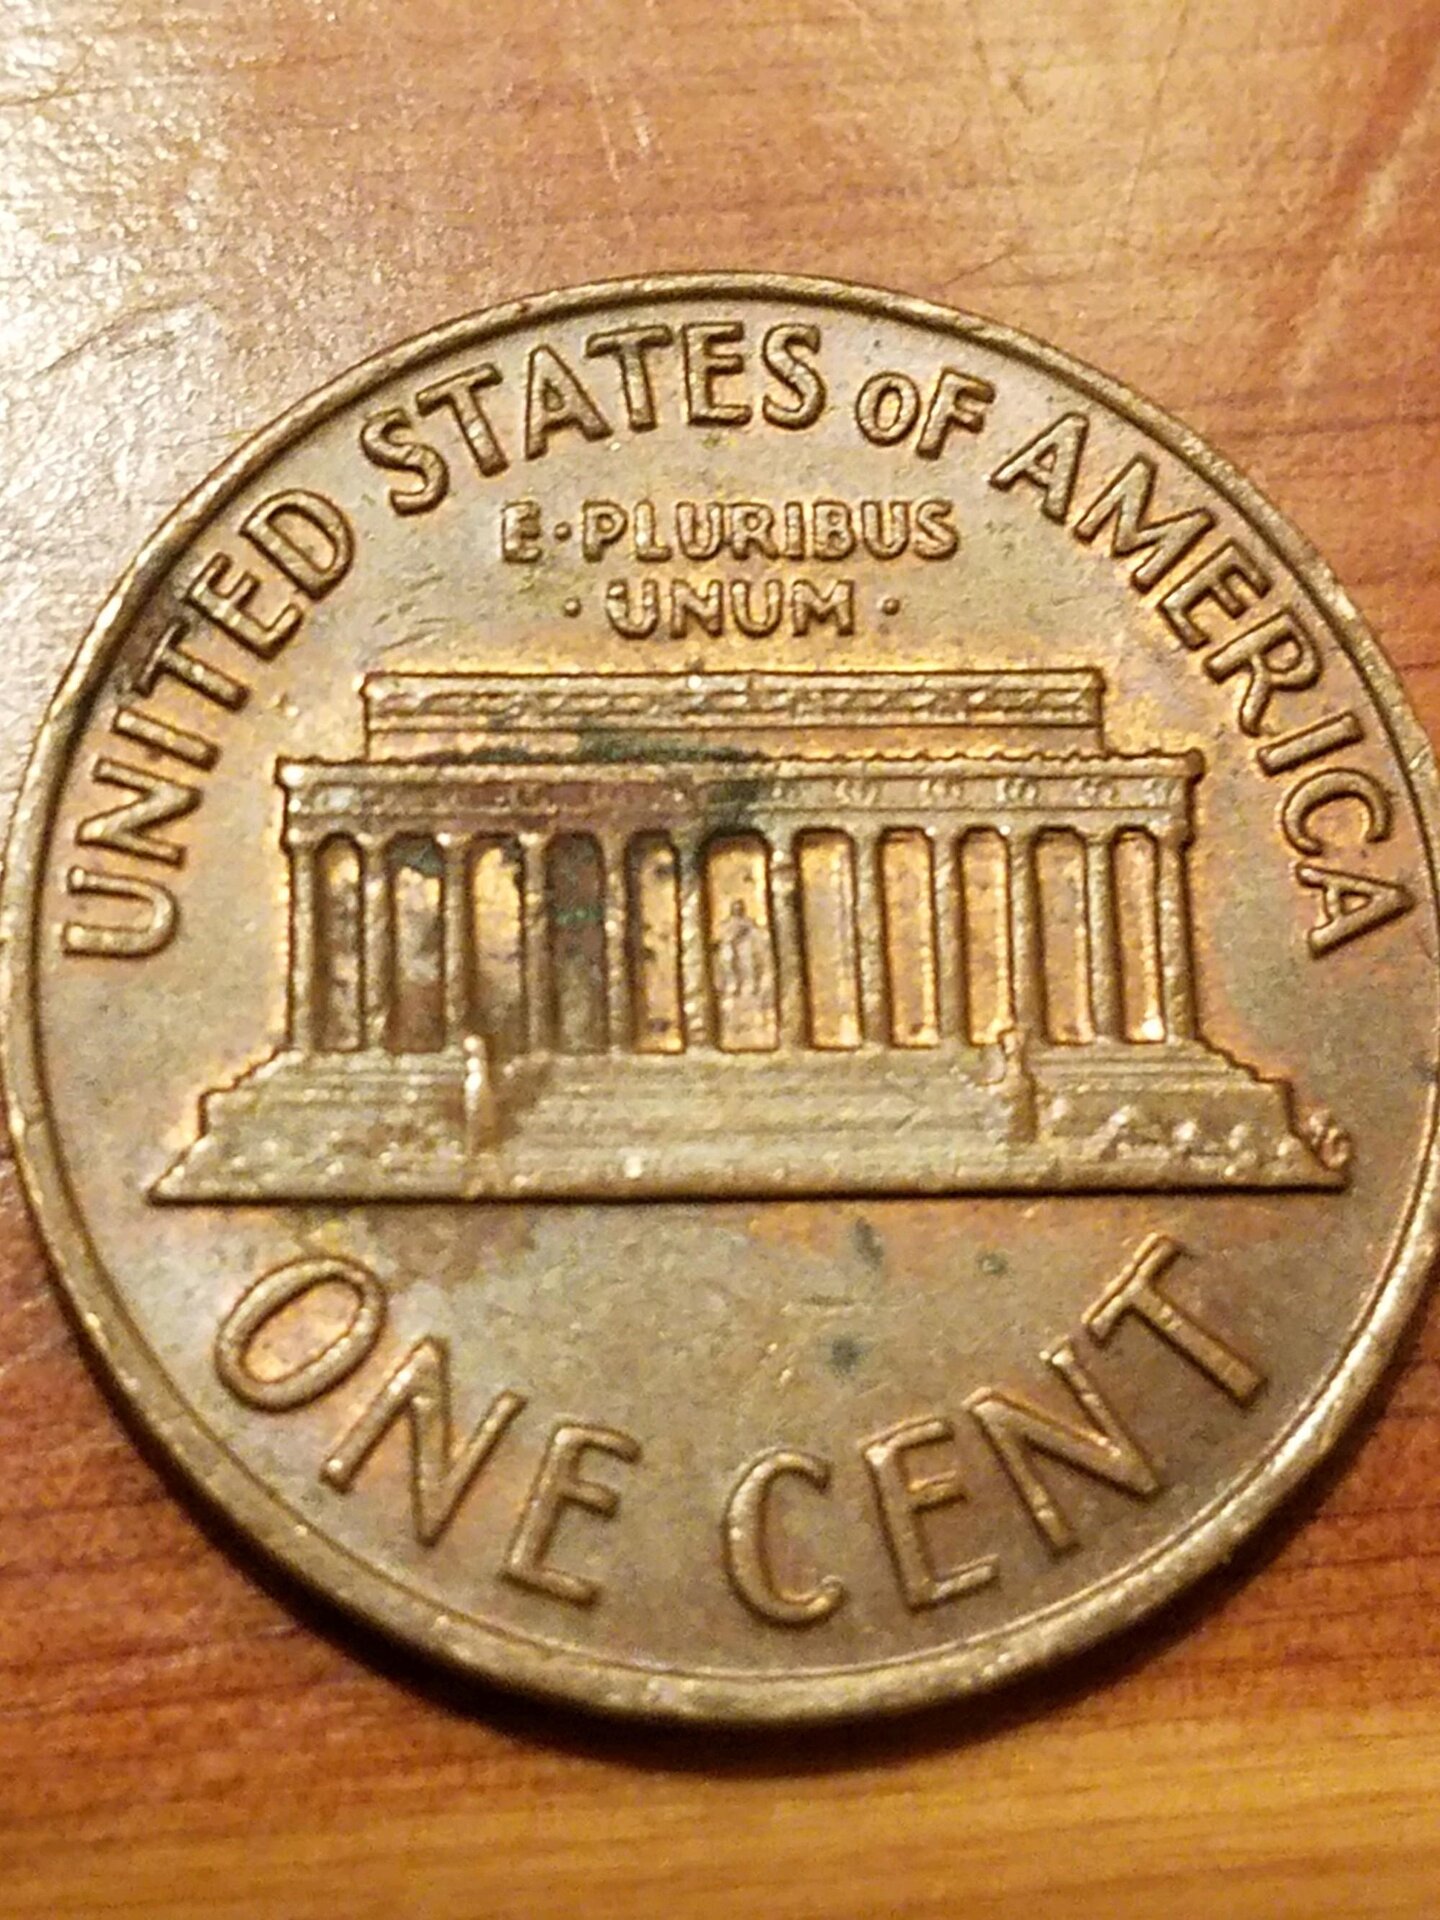 UNITED STATES OF AMERICA
E·PLURIBUS
·UNUM·
ONE CENT